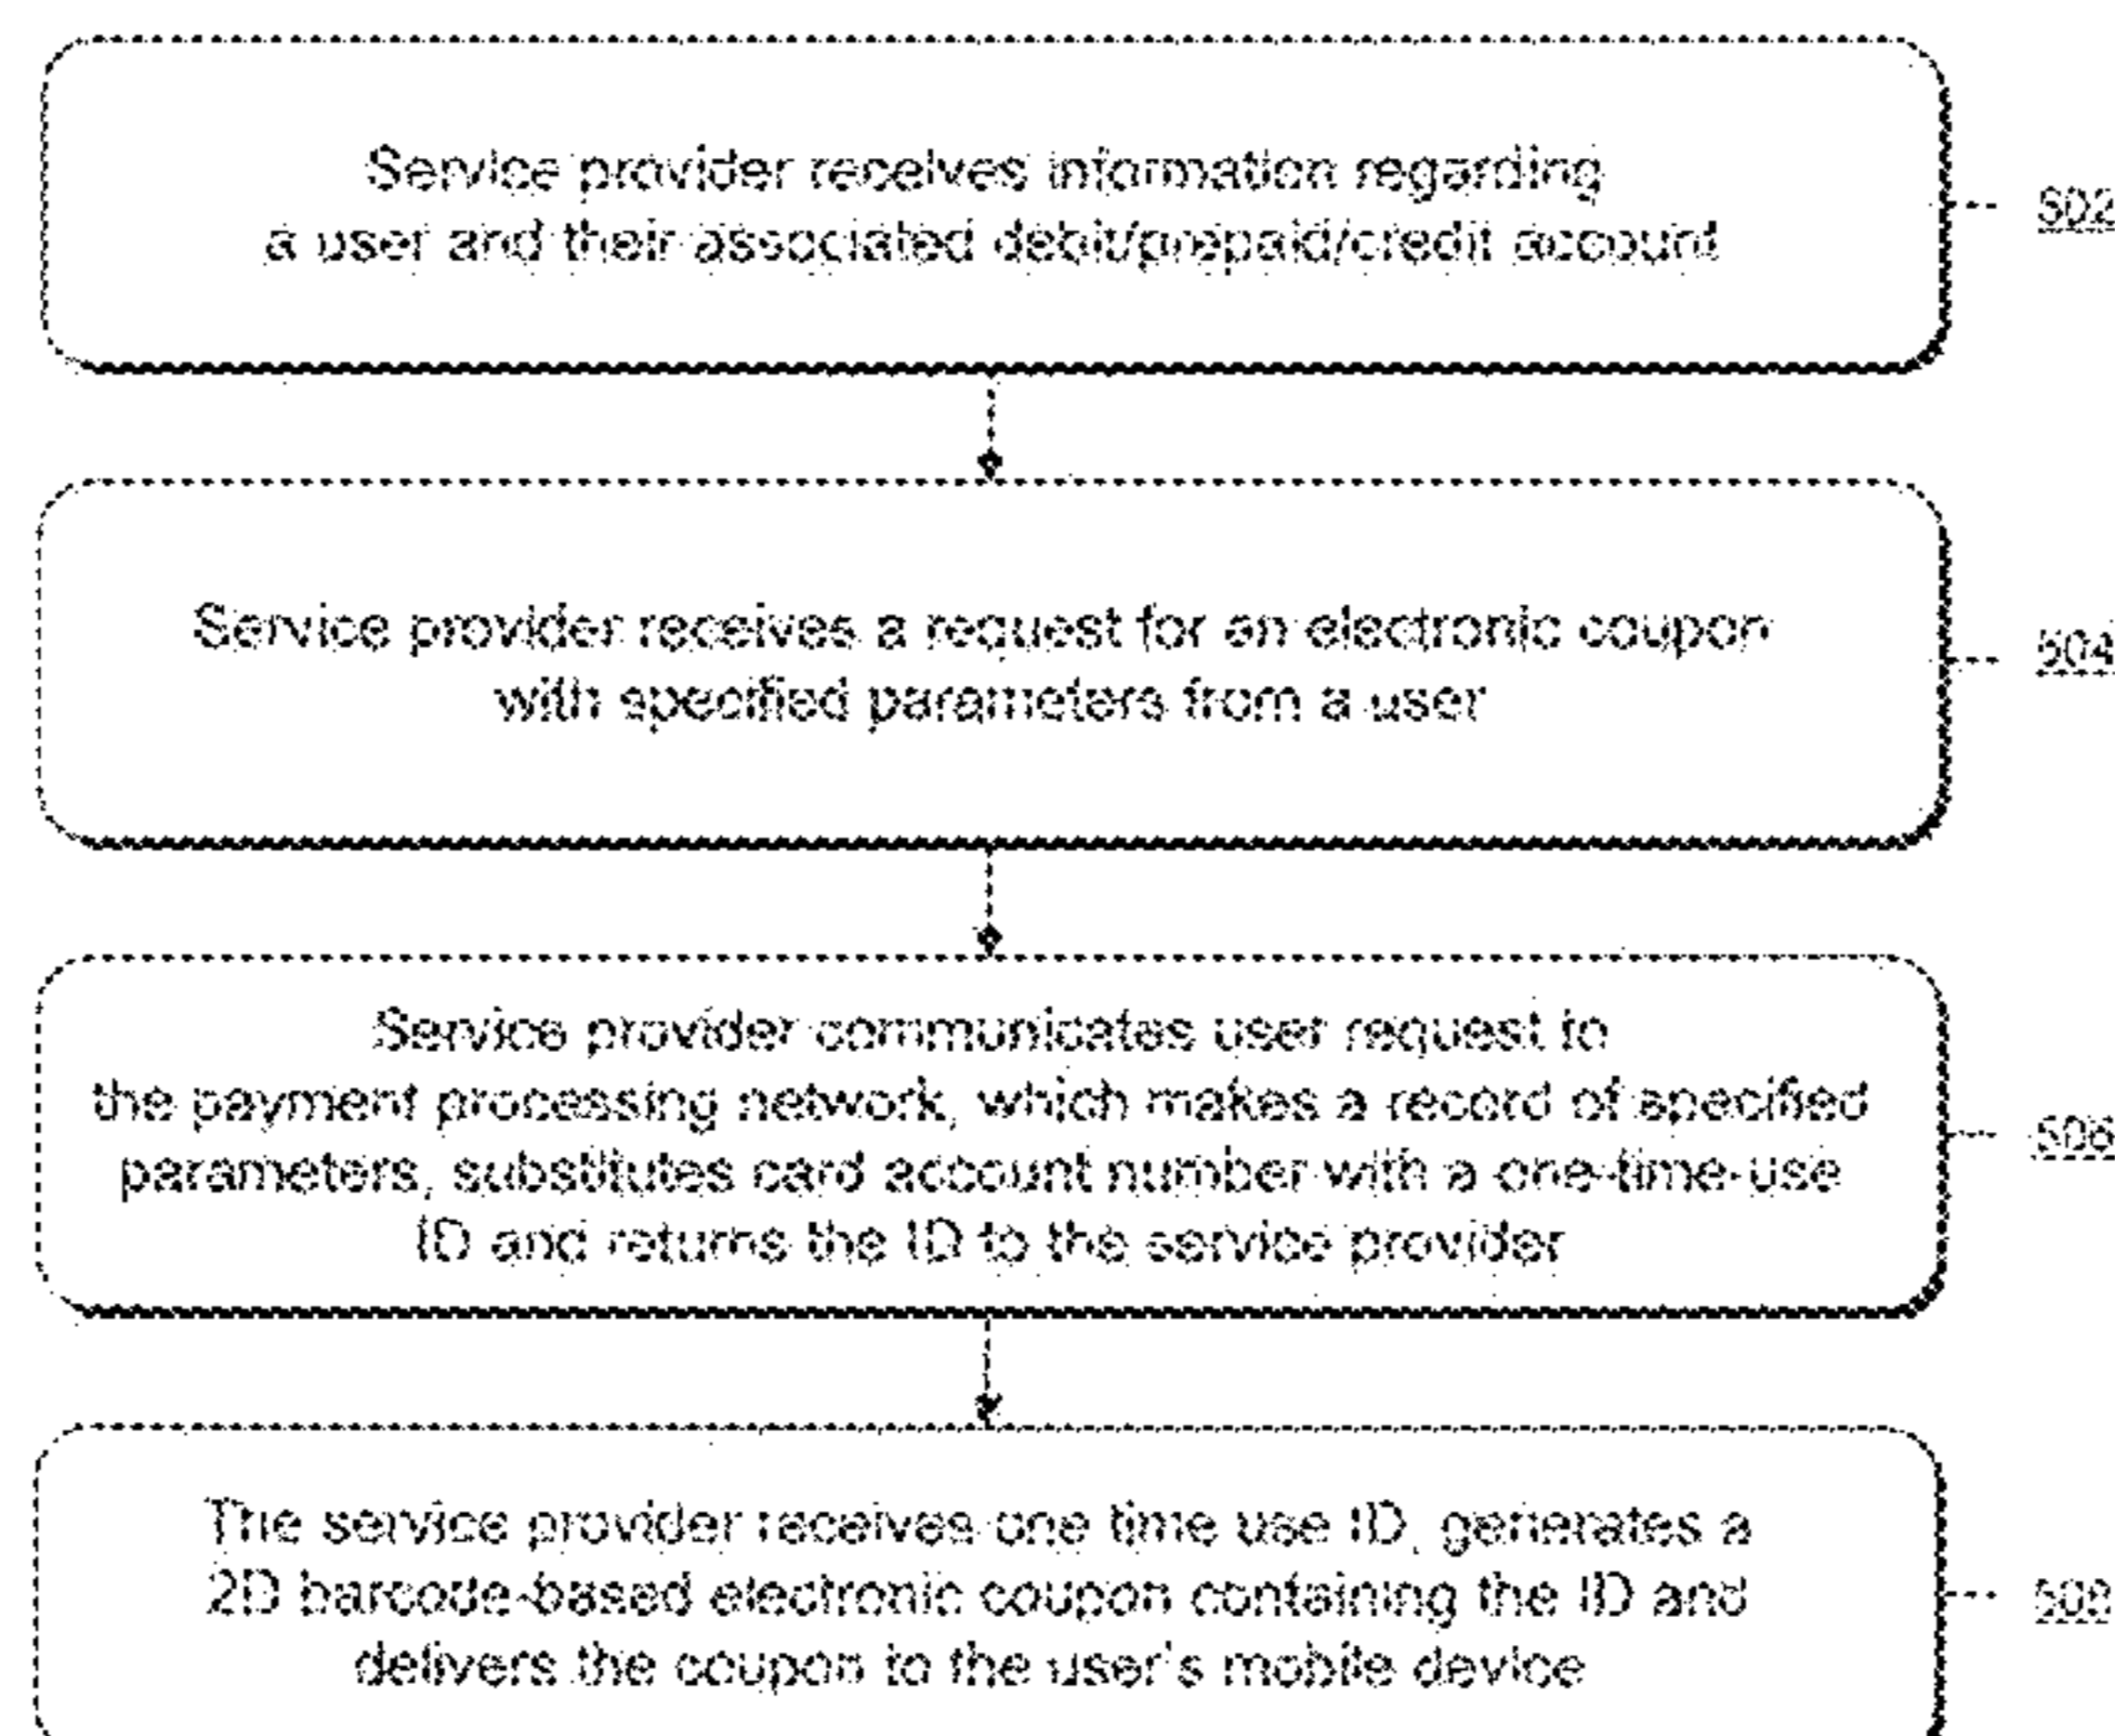 Service provider receives information regarding
a user and their associated debit/prepaid/credit account
502
Service provider receives a request for an electronic coupon
with specified parameters from a user
504
Service provider communicates user request to
the payment processing network, which makes a record of specified
parameters, substitutes card account number with a one-time-use
ID and returns the ID to the service provider
506
The service provider receives one time use ID, generates a
2D barcode-based electronic coupon containing the ID and
delivers the coupon to the user's mobile device
508